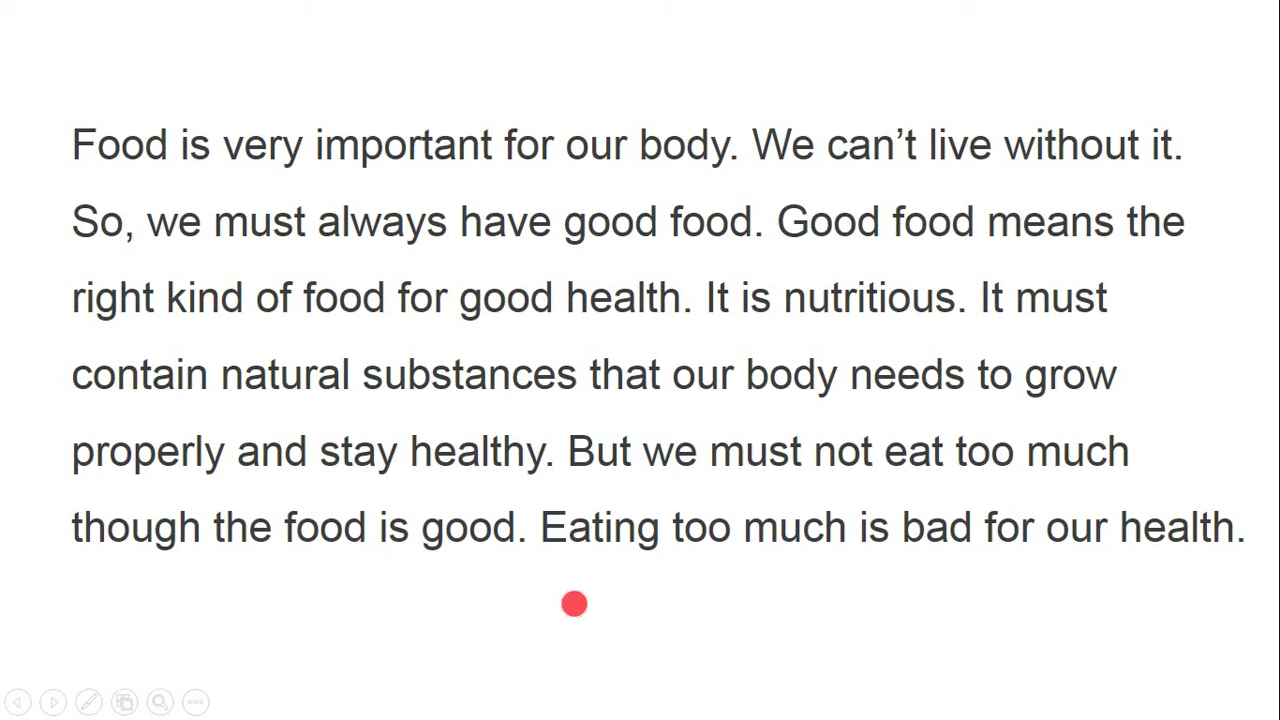 Food is very important for our body. We can’t live without it.
So, we must always have good food. Good food means the
right kind of food for good health. It is nutritious. It must
contain natural substances that our body needs to grow
properly and stay healthy. But we must not eat too much
though the food is good. Eating too much is bad for our health.